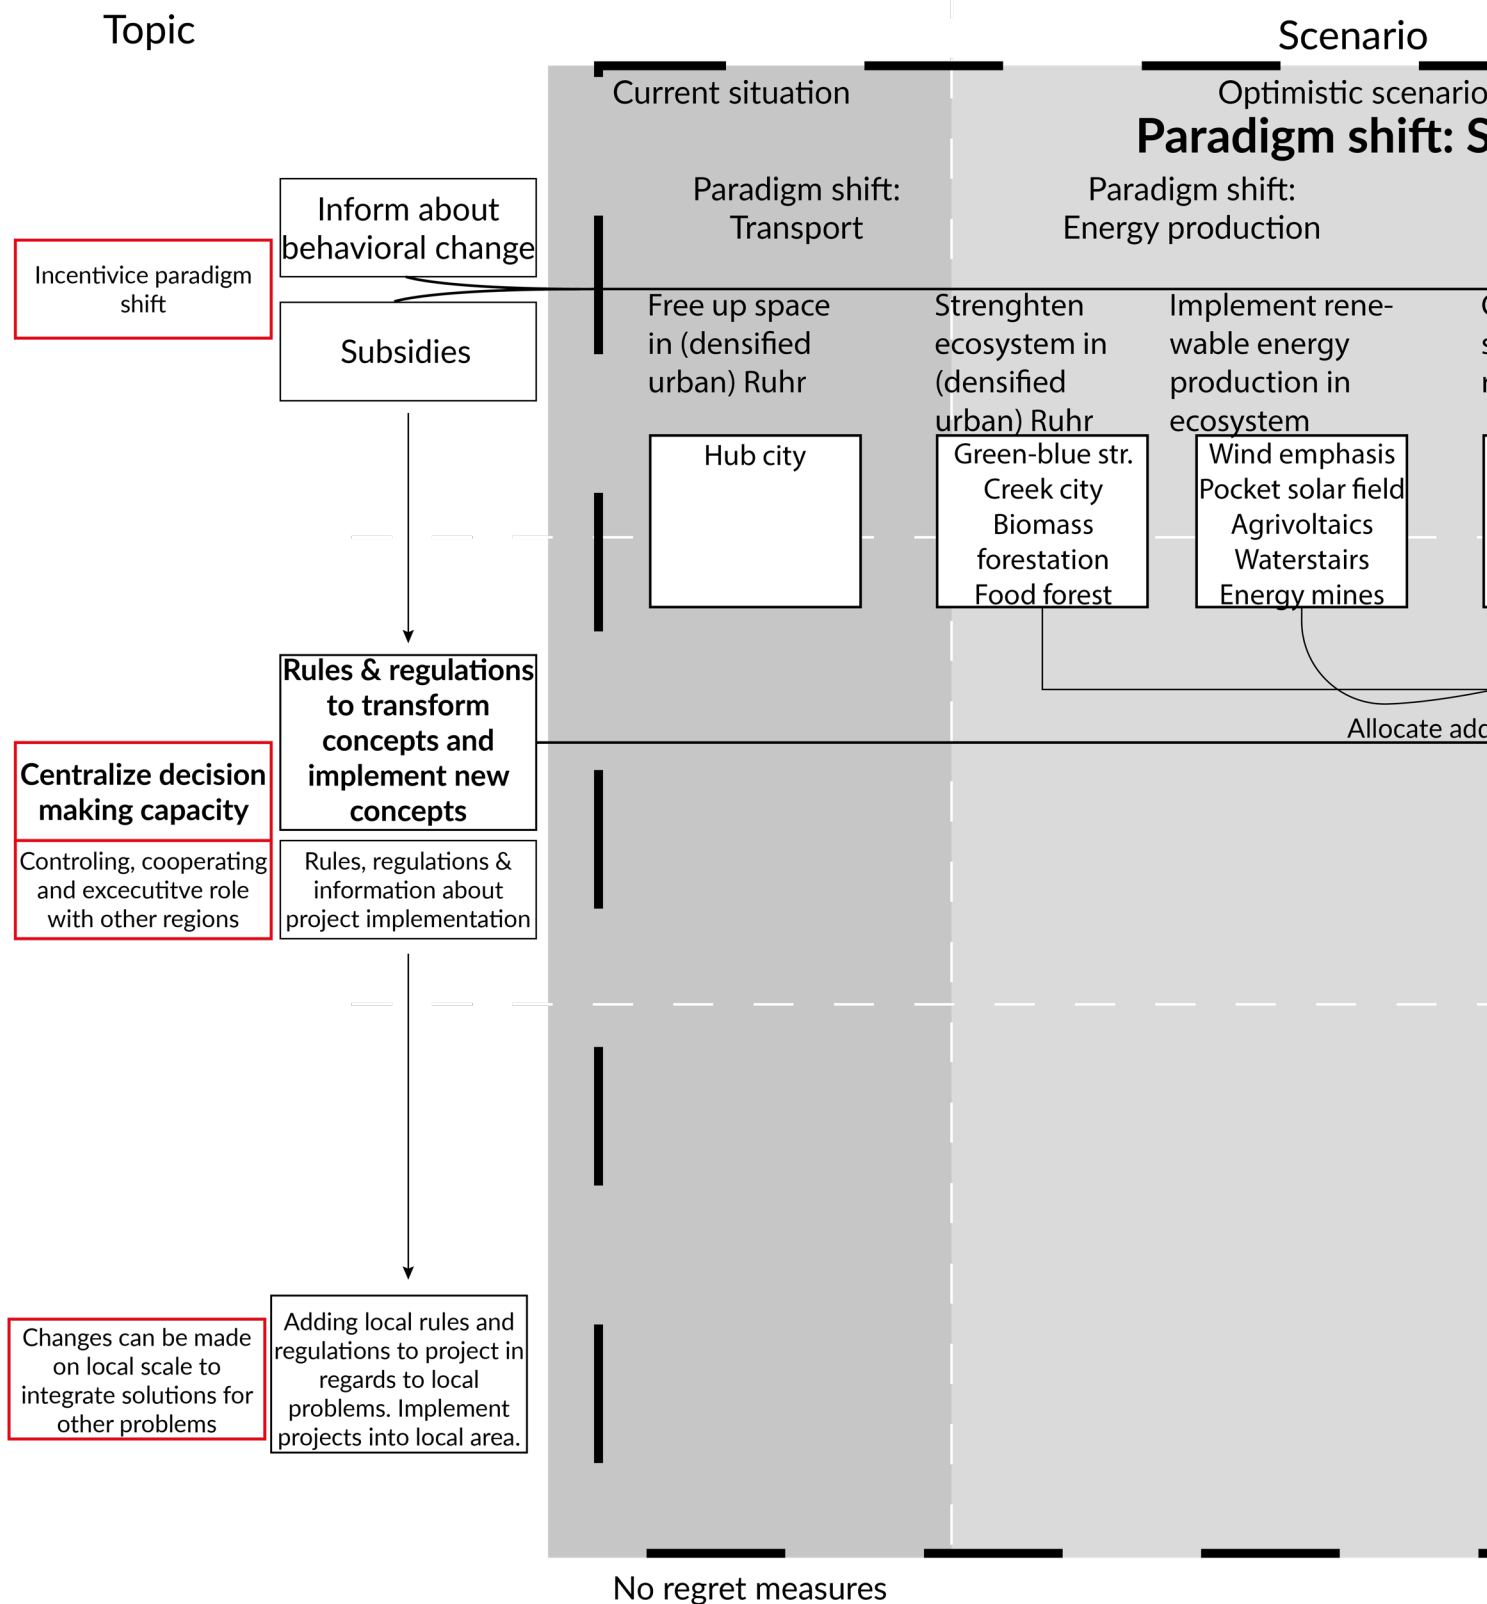 Topic
Scenario
Current situation
Optimistic scenario
Paradigm shift: S
Paradigm shift:
Transport
Paradigm shift:
Energy production
Inform about
behavioral change
Incentivice paradigm
shift
Subsidies
Free up space
in (densified
urban) Ruhr
Strenghten
ecosystem in
(densified
urban) Ruhr
Implement rene-
wable energy
production in
ecosystem
Hub city
Green-blue str.
Creek city
Biomass
forestation
Food forest
Wind emphasis
Pocket solar field
Agrivoltaics
Waterstairs
Energy mines
Allocate add
Rules & regulations
to transform
concepts and
implement new
concepts
Centralize decision
making capacity
Controling, cooperating
and excecutitve role
with other regions
Rules, regulations &
information about
project implementation
Changes can be made
on local scale to
integrate solutions for
other problems
Adding local rules and
regulations to project in
regards to local
problems. Implement
projects into local area.
No regret measures